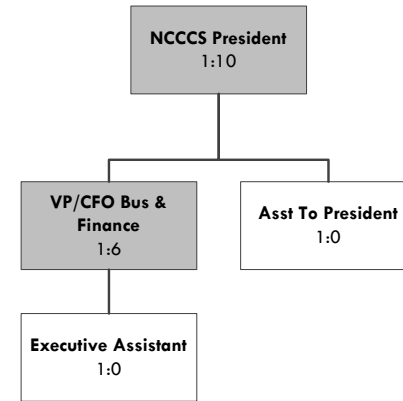 NCCCS President
1:10
VP/CFO Bus &
Finance
1:6
Asst To President
1:0
Executive Assistant
1:0